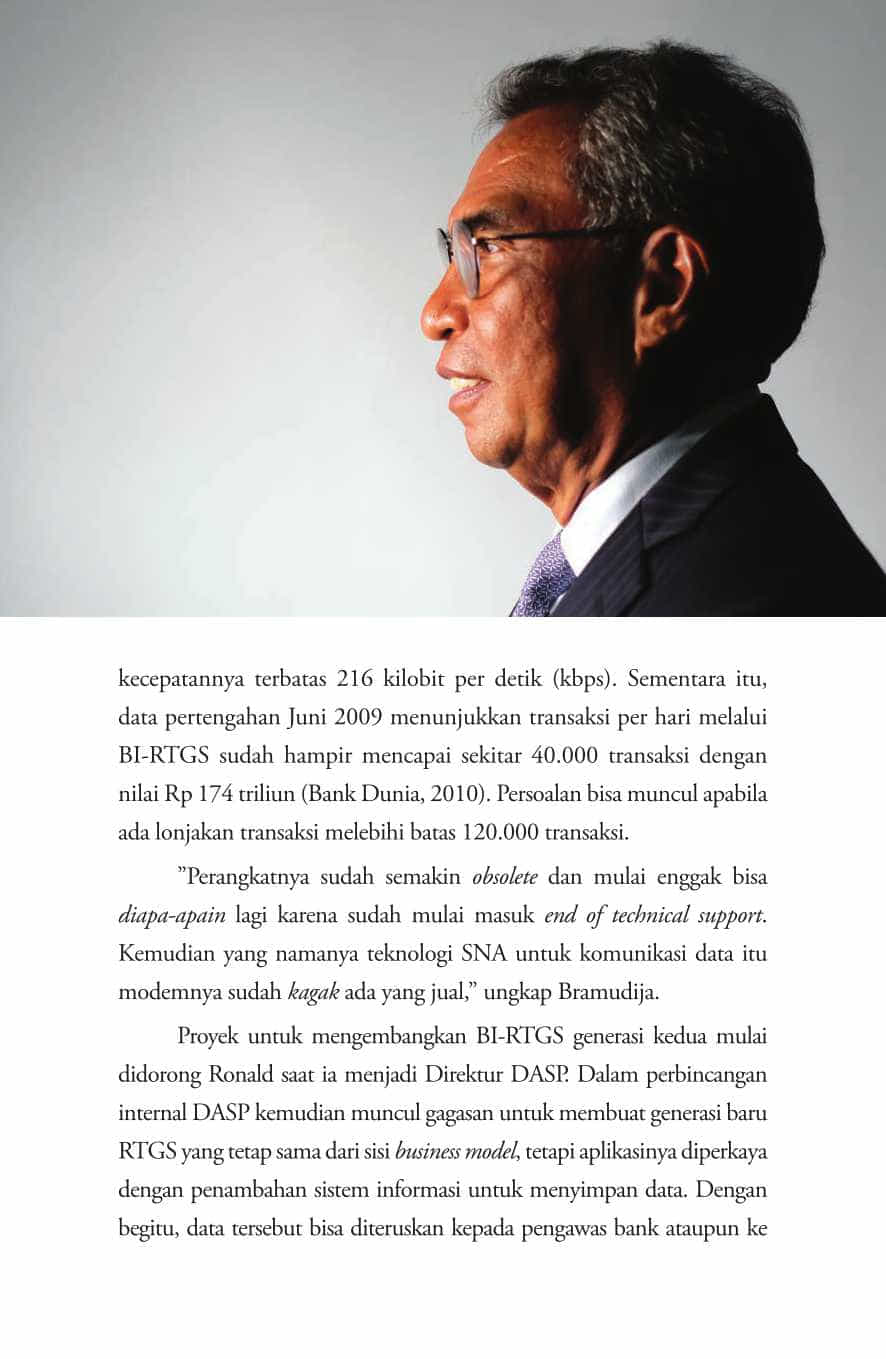 kecepatannya terbatas 216 kilobit per detik (kbps). Sementara itu,
data pertengahan Juni 2009 menunjukkan transaksi per hari melalui
BI-RTGS sudah hampir mencapai sekitar 40.000 transaksi dengan
nilai Rp 174 triliun (Bank Dunia, 2010). Persoalan bisa muncul apabila
ada lonjakan transaksi melebihi batas 120.000 transaksi.
”Perangkatnya sudah semakin obsolete dan mulai enggak bisa
diapa-apain lagi karena sudah mulai masuk end of technical support.
Kemudian yang namanya teknologi SNA untuk komunikasi data itu
modemnya sudah kagak ada yang jual,” ungkap Bramudija.
Proyek untuk mengembangkan BI-RTGS generasi kedua mulai
didorong Ronald saat ia menjadi Direktur DASP. Dalam perbincangan
internal DASP kemudian muncul gagasan untuk membuat generasi baru
RTGS yang tetap sama dari sisi business model, tetapi aplikasinya diperkaya
dengan penambahan sistem informasi untuk menyimpan data. Dengan
begitu, data tersebut bisa diteruskan kepada pengawas bank ataupun ke